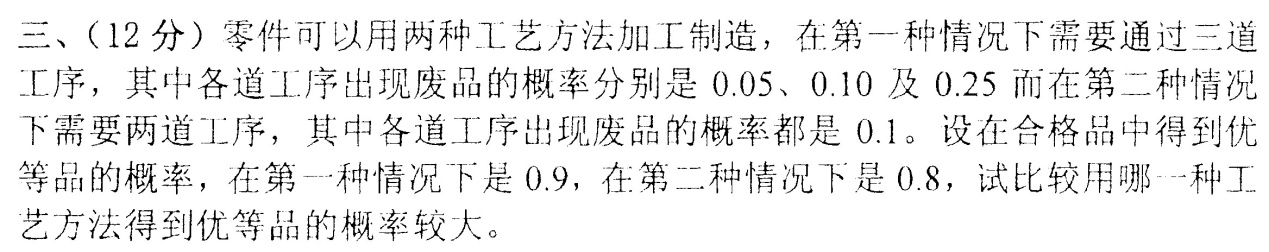 三、（12 分）零件可以用两种工艺方法加工制造，在第一种情况下需要通过三道
工序，其中各道工序出现废品的概率分别是 0.05、0.10 及 0.25 而在第二种情况
下需要两道工序，其中各道工序出现废品的概率都是 0.1。设在合格品中得到优
等品的概率，在第一种情况下是 0.9，在第二种情况下是 0.8，试比较用哪一种工
艺方法得到优等品的概率较大。